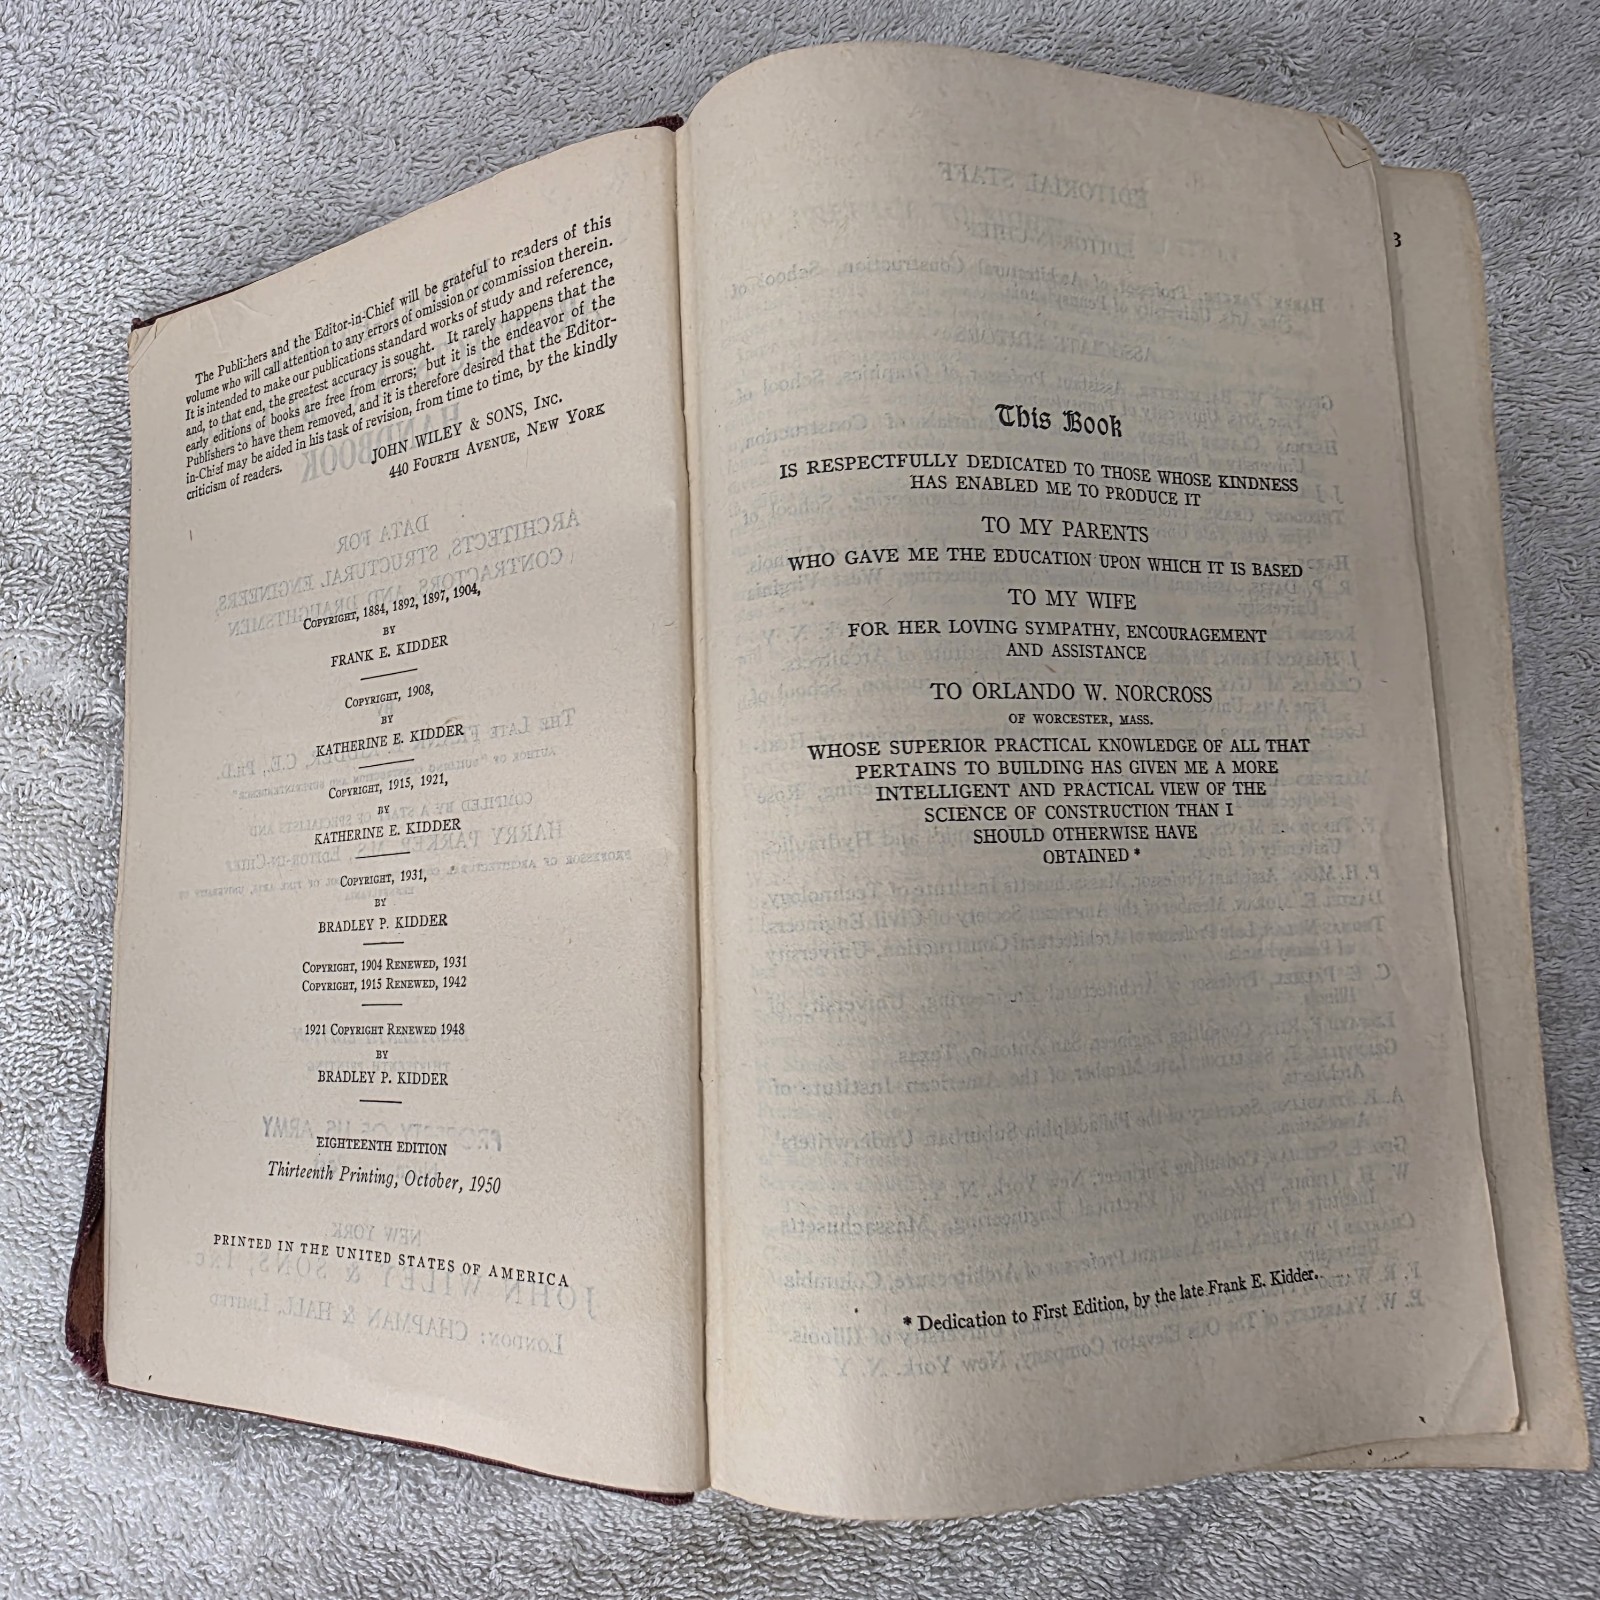 The Publishers and the Editor-in-Chief will be grateful to readers of this
volume who will call attention to any errors of omission or commission therein.
It is intended to make our publications standard works of study and reference,
and, to that end, the greatest accuracy is sought. It rarely happens that the
early editions of books are free from errors; but it is the endeavor of the
Publishers to have them removed, and it is therefore desired that the Editor-
in-Chief may be aided in his task of revision, from time to time, by the kindly
criticism of readers.
JOHN WILEY & SONS, INC.
440 FOURTH AVENUE, NEW YORK
COPYRIGHT, 1884, 1892, 1897, 1904,
BY
FRANK E. KIDDER
COPYRIGHT, 1908,
BY
KATHERINE E. KIDDER
COPYRIGHT, 1915, 1921,
BY
KATHERINE E. KIDDER
COPYRIGHT, 1931,
BY
BRADLEY P. KIDDER
COPYRIGHT, 1904 RENEWED, 1931
COPYRIGHT, 1915 RENEWED, 1942
1921 COPYRIGHT RENEWED 1948
BY
BRADLEY P. KIDDER
EIGHTEENTH EDITION
Thirteenth Printing, October, 1950
PRINTED IN THE UNITED STATES OF AMERICA
This Book
IS RESPECTFULLY DEDICATED TO THOSE WHOSE KINDNESS
HAS ENABLED ME TO PRODUCE IT
TO MY PARENTS
WHO GAVE ME THE EDUCATION UPON WHICH IT IS BASED
TO MY WIFE
FOR HER LOVING SYMPATHY, ENCOURAGEMENT
AND ASSISTANCE
TO ORLANDO W. NORCROSS
OF WORCESTER, MASS.
WHOSE SUPERIOR PRACTICAL KNOWLEDGE OF ALL THAT
PERTAINS TO BUILDING HAS GIVEN ME A MORE
INTELLIGENT AND PRACTICAL VIEW OF THE
SCIENCE OF CONSTRUCTION THAN I
SHOULD OTHERWISE HAVE
OBTAINED *
* Dedication to First Edition, by the late Frank E. Kidder.
3